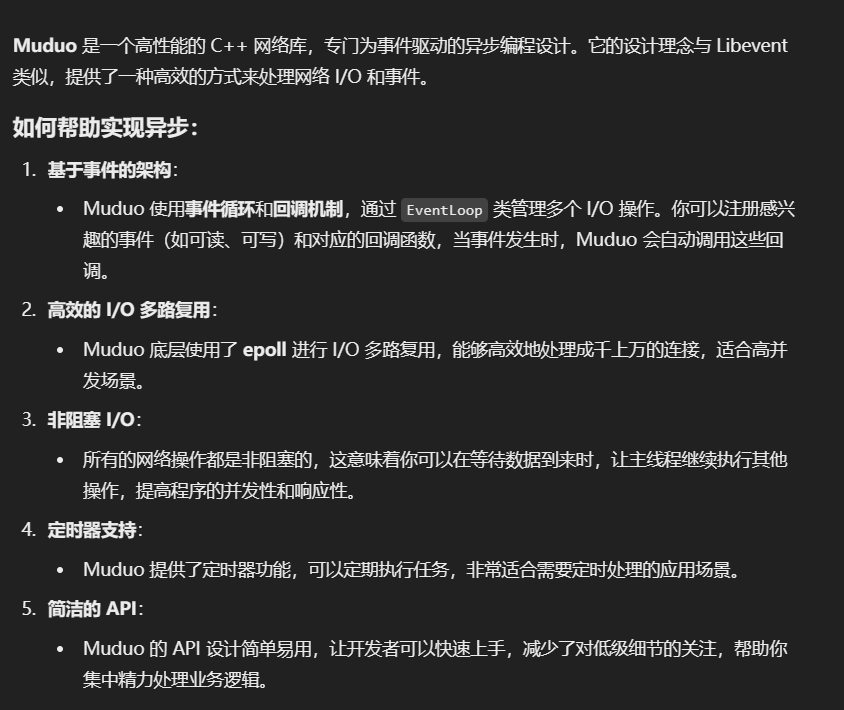 Muduo 是一个高性能的 C++ 网络库，专门为事件驱动的异步编程设计。它的设计理念与 Libevent
类似，提供了一种高效的方式来处理网络 I/O 和事件。
如何帮助实现异步：
1. 基于事件的架构：
• Muduo 使用事件循环和回调机制，通过 EventLoop 类管理多个 I/O 操作。你可以注册感兴
趣的事件（如可读、可写）和对应的回调函数，当事件发生时，Muduo 会自动调用这些回
调。
2. 高效的 I/O 多路复用：
• Muduo 底层使用了 epoll 进行 I/O 多路复用，能够高效地处理成千上万的连接，适合高并
发场景。
3. 非阻塞 I/O：
• 所有的网络操作都是非阻塞的，这意味着你可以在等待数据到来时，让主线程继续执行其他
操作，提高程序的并发性和响应性。
4. 定时器支持：
• Muduo 提供了定时器功能，可以定期执行任务，非常适合需要定时处理的应用场景。
5. 简洁的 API：
• Muduo 的 API 设计简单易用，让开发者可以快速上手，减少了对低级细节的关注，帮助你
集中精力处理业务逻辑。